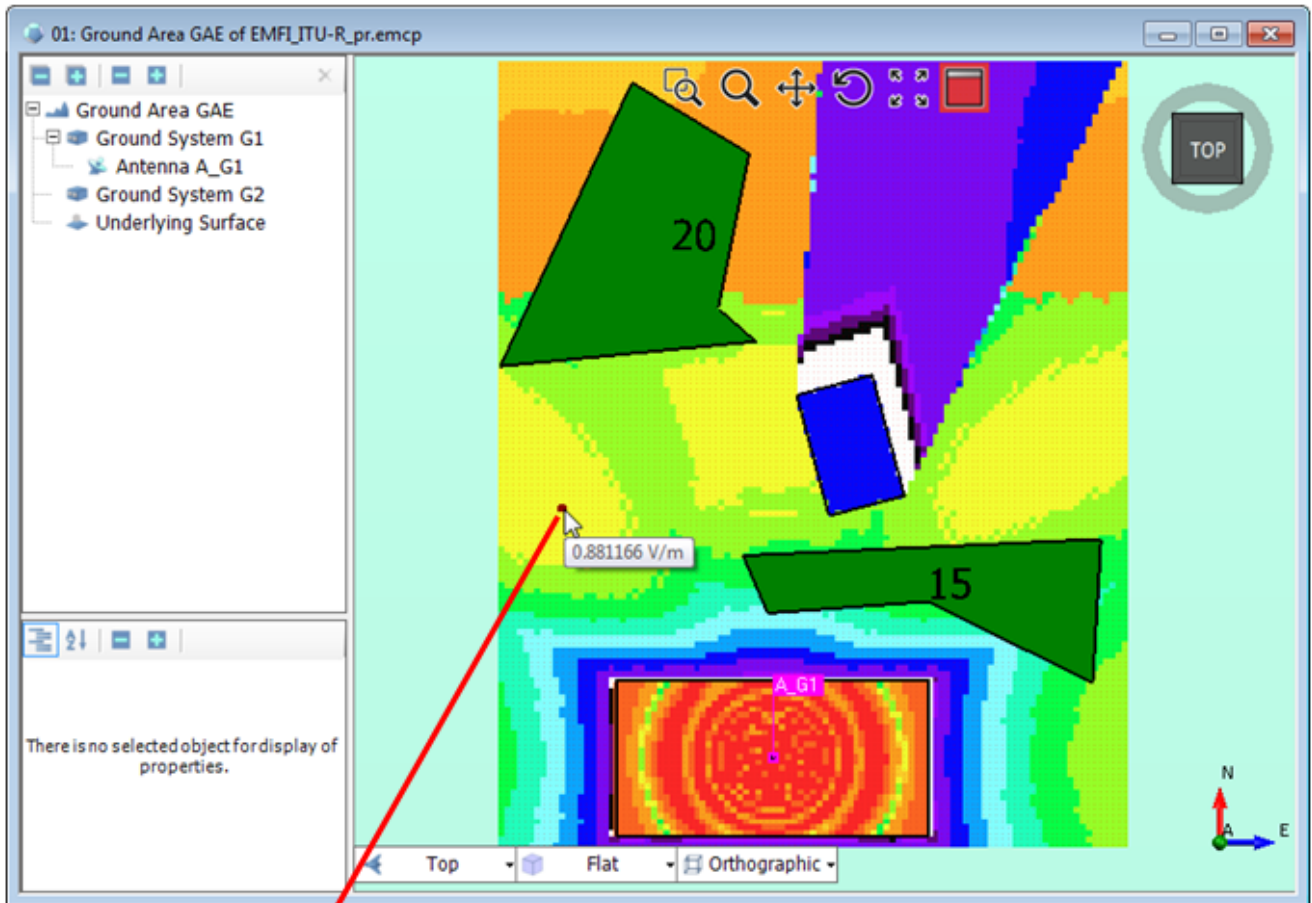 01: Ground Area GAE of EMFI_ITU-R_pr.emcp
Ground Area GAE
Ground System G1
Antenna A_G1
Ground System G2
Underlying Surface
There is no selected object for display of
properties.
20
TOP
0.881166 V/m
15
A_G1
N
A
E
Top
Flat
Orthographic